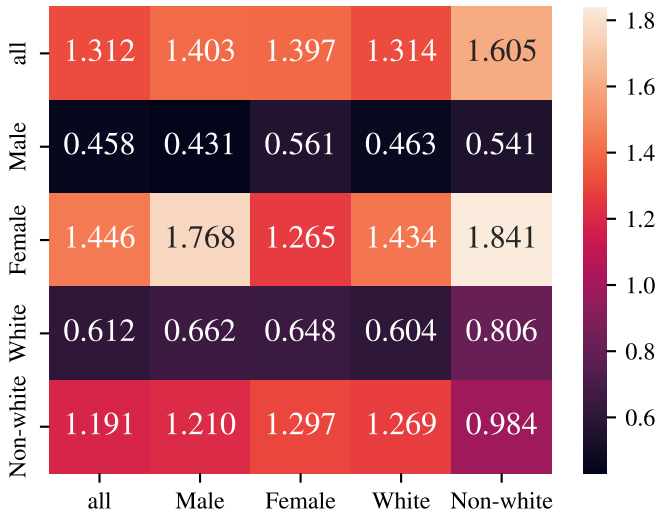 all 1.312 1.403 1.397 1.314 1.605
Male 0.458 0.431 0.561 0.463 0.541
Female 1.446 1.768 1.265 1.434 1.841
White 0.612 0.662 0.648 0.604 0.806
Non-white 1.191 1.210 1.297 1.269 0.984
all Male Female White Non-white
1.8
1.6
1.4
1.2
1.0
0.8
0.6